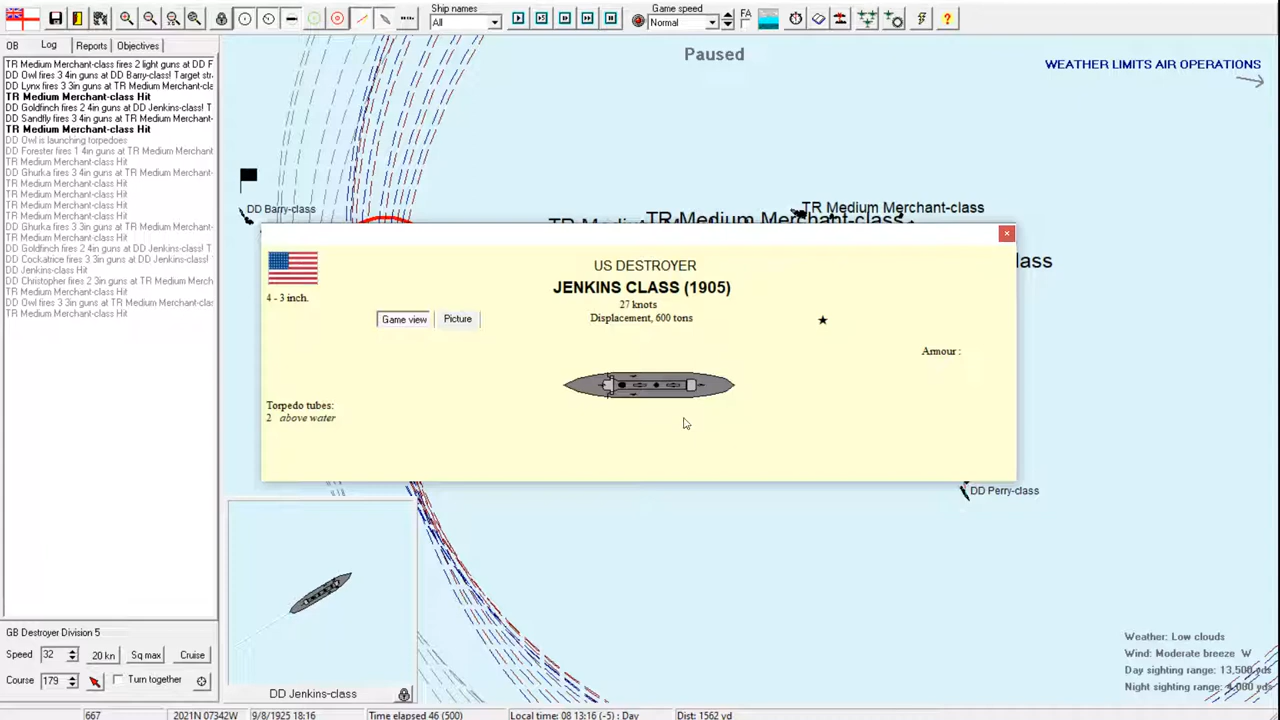 Ship names
All
Game speed
Normal
FA
OB Log Reports Objectives
TR Medium Merchant-class fires 2 light guns at DD F
DD Owl fires 3 4in guns at DD Barry-class! Target str
DD Lynx fires 3 3in guns at TR Medium Merchant-cla
TR Medium Merchant-class Hit
DD Goldfinch fires 2 4in guns at DD Jenkins-class! T
DD Sandfly fires 3 4in guns at TR Medium Merchant-
TR Medium Merchant-class Hit
DD Owl is launching torpedoes
DD Forester fires 1 4in guns at TR Medium Merchant
TR Medium Merchant-class Hit
DD Ghurka fires 3 4in guns at TR Medium Merchant-
TR Medium Merchant-class Hit
TR Medium Merchant-class Hit
TR Medium Merchant-class Hit
TR Medium Merchant-class Hit
DD Ghurka fires 3 3in guns at TR Medium Merchant-
TR Medium Merchant-class Hit
DD Goldfinch fires 2 4in guns at DD Jenkins-class! T
DD Cockatrice fires 3 3in guns at DD Jenkins-class!
DD Jenkins-class Hit
DD Christopher fires 2 3in guns at TR Medium Merch
TR Medium Merchant-class Hit
DD Owl fires 3 3in guns at TR Medium Merchant-cla
TR Medium Merchant-class Hit
Paused
WEATHER LIMITS AIR OPERATIONS
DD Barry-class
TR Medium Merchant-class
TR Medium Merchant-class
lass
US DESTROYER
JENKINS CLASS (1905)
27 knots
Displacement, 600 tons
4 - 3 inch.
Game view Picture
Armour :
Torpedo tubes:
2 above water
DD Perry-class
DD Jenkins-class
GB Destroyer Division 5
Speed 32 20 kn Sq max Cruise
Course 179 Turn together
Weather: Low clouds
Wind: Moderate breeze W
Day sighting range: 13,500 yds
Night sighting range: 4,000 yds
667 2021N 07342W 9/8/1925 18:16 Time elapsed 46 (500) Local time: 08 13:16 (-5) : Day Dist: 1562 yd